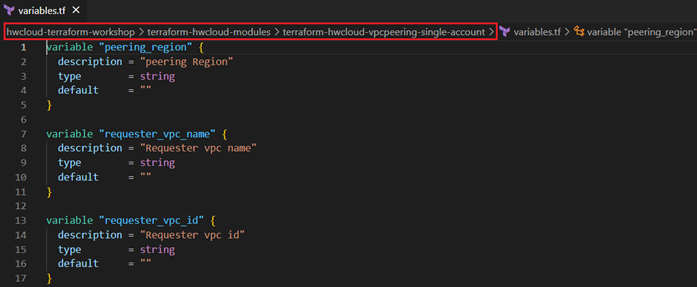 variables.tf ×
hwcloud-terraform-workshop > terraform-hwcloud-modules > terraform-hwcloud-vpcpeering-single-account > variables.tf > variable "peering_region"
1 variable "peering_region" {
2 description = "peering Region"
3 type = string
4 default = ""
5 }
6
7 variable "requester_vpc_name" {
8 description = "Requester vpc name"
9 type = string
10 default = ""
11 }
12
13 variable "requester_vpc_id" {
14 description = "Requester vpc id"
15 type = string
16 default = ""
17 }